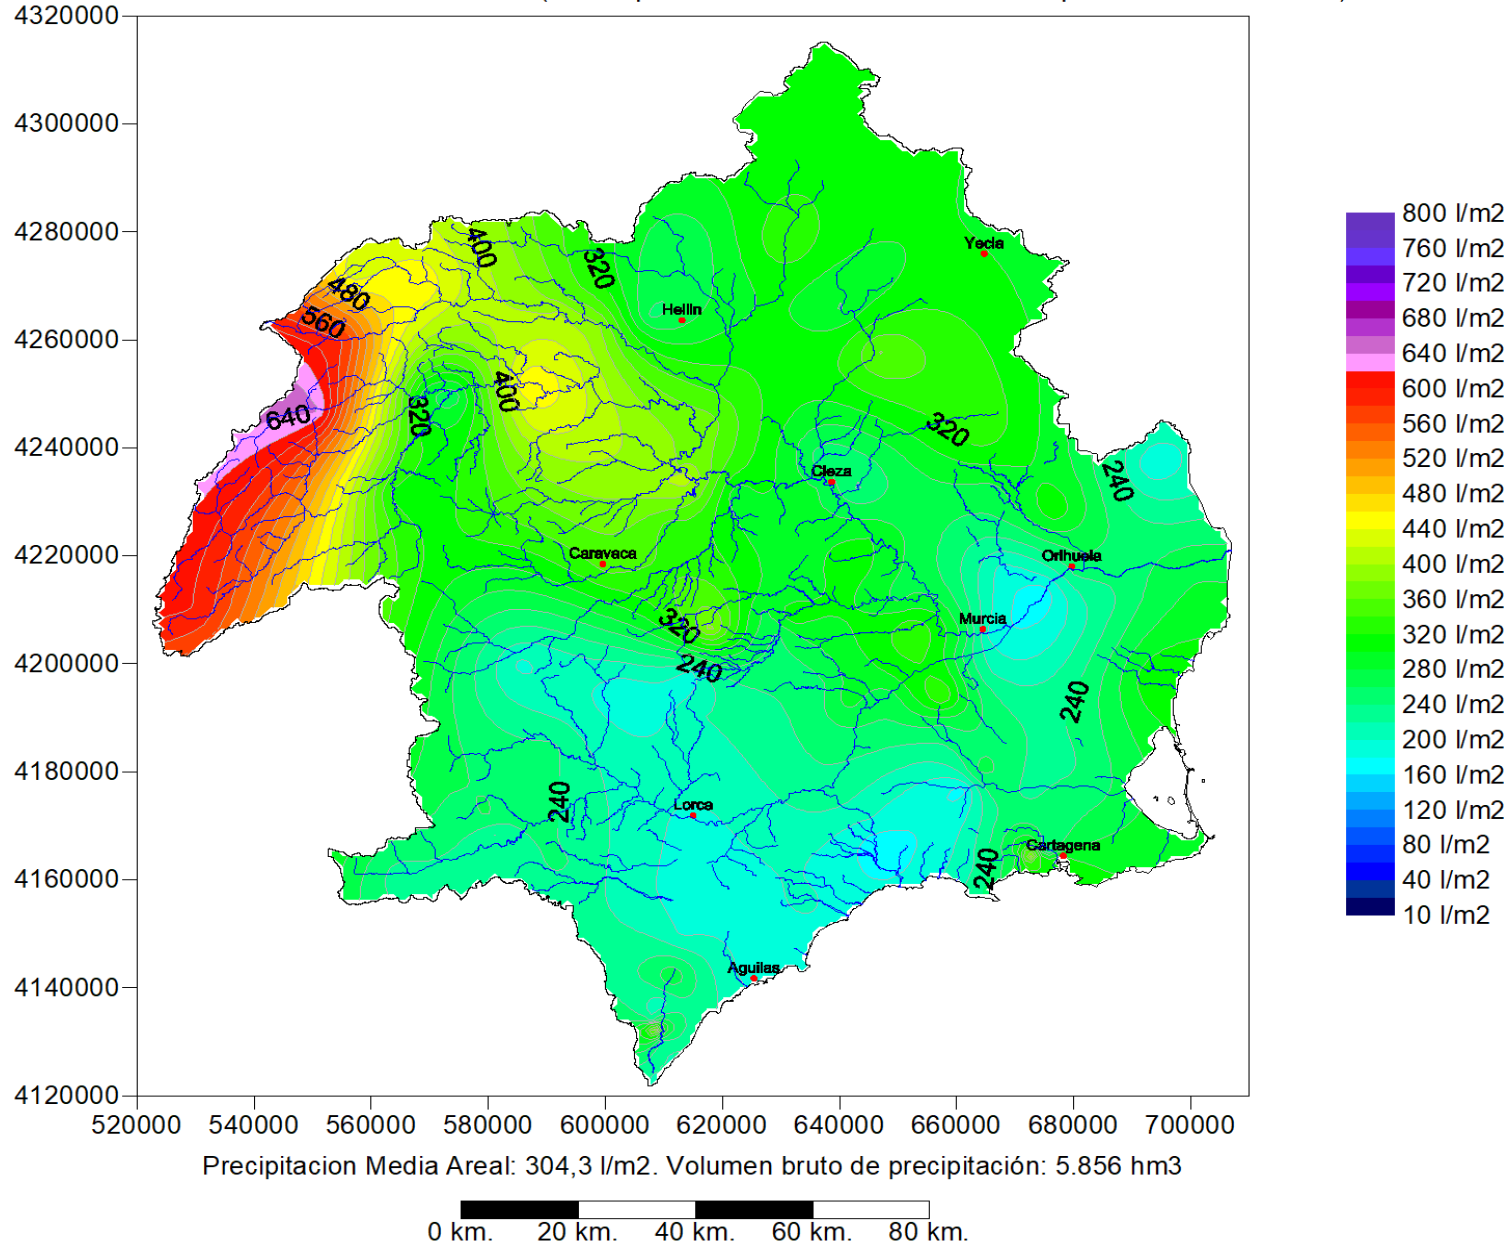 4320000
4300000
4280000
4260000
4240000
4220000
4200000
4180000
4160000
4140000
4120000
520000 540000 560000 580000 600000 620000 640000 660000 680000 700000
400
320
480
560
640
320
400
320
240
320
240
240
240
240
Yecla
Hellin
Cieza
Caravaca
Orihuela
Murcia
Lorca
Cartagena
Aguilas
800 l/m2
760 l/m2
720 l/m2
680 l/m2
640 l/m2
600 l/m2
560 l/m2
520 l/m2
480 l/m2
440 l/m2
400 l/m2
360 l/m2
320 l/m2
280 l/m2
240 l/m2
200 l/m2
160 l/m2
120 l/m2
80 l/m2
40 l/m2
10 l/m2
Precipitacion Media Areal: 304,3 l/m2. Volumen bruto de precipitación: 5.856 hm3
0 km. 20 km. 40 km. 60 km. 80 km.